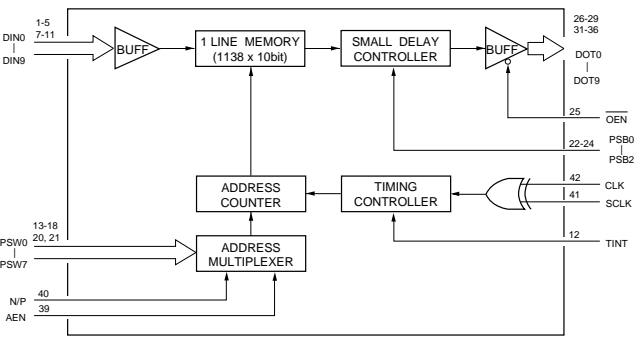 1-5
7-11
DIN0
|
DIN9
BUFF
1 LINE MEMORY
(1138 x 10bit)
SMALL DELAY
CONTROLLER
BUFF
26-29
31-36
DOT0
|
DOT9
25
OEN
22-24
PSB0
|
PSB2
ADDRESS
COUNTER
TIMING
CONTROLLER
42
CLK
41
SCLK
12
TINT
13-18
20, 21
PSW0
|
PSW7
ADDRESS
MULTIPLEXER
40
N/P
39
AEN